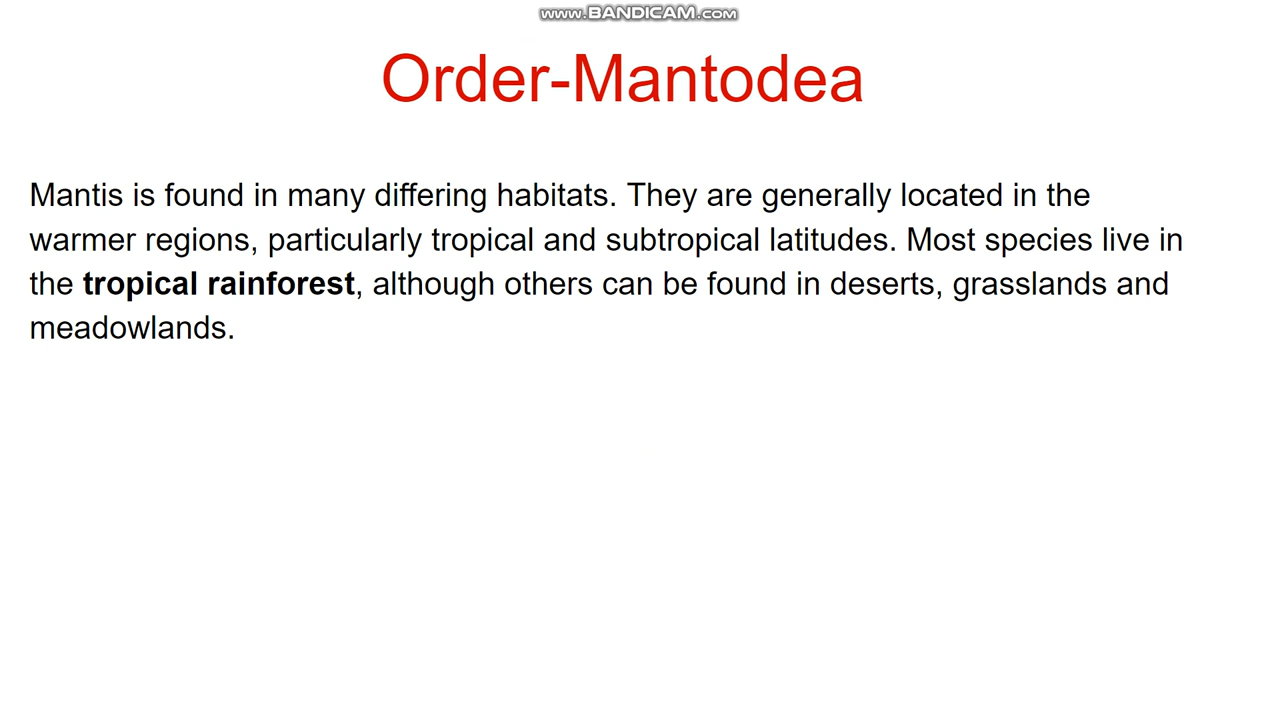 www.BANDICAM.com
Order-Mantodea
Mantis is found in many differing habitats. They are generally located in the
warmer regions, particularly tropical and subtropical latitudes. Most species live in
the tropical rainforest, although others can be found in deserts, grasslands and
meadowlands.